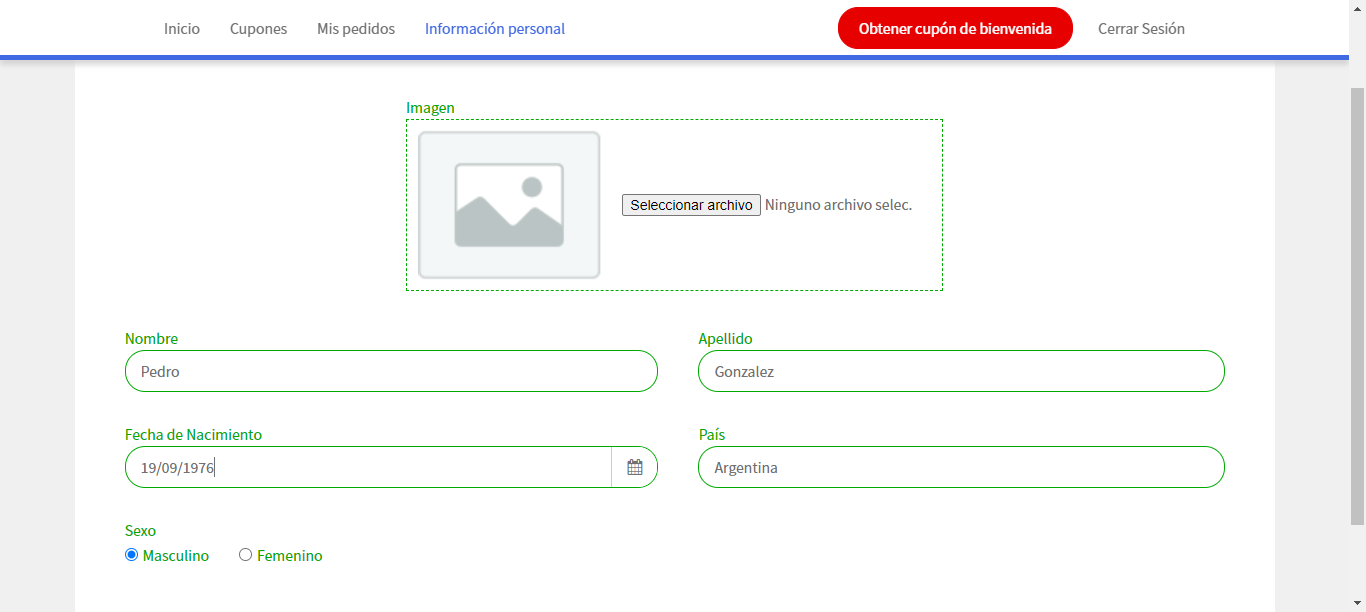 Inicio Cupones Mis pedidos Información personal Obtener cupón de bienvenida Cerrar Sesión
Imagen
Seleccionar archivo Ninguno archivo selec.
Nombre Apellido
Pedro Gonzalez
Fecha de Nacimiento País
19/09/1976 Argentina
Sexo
Masculino Femenino